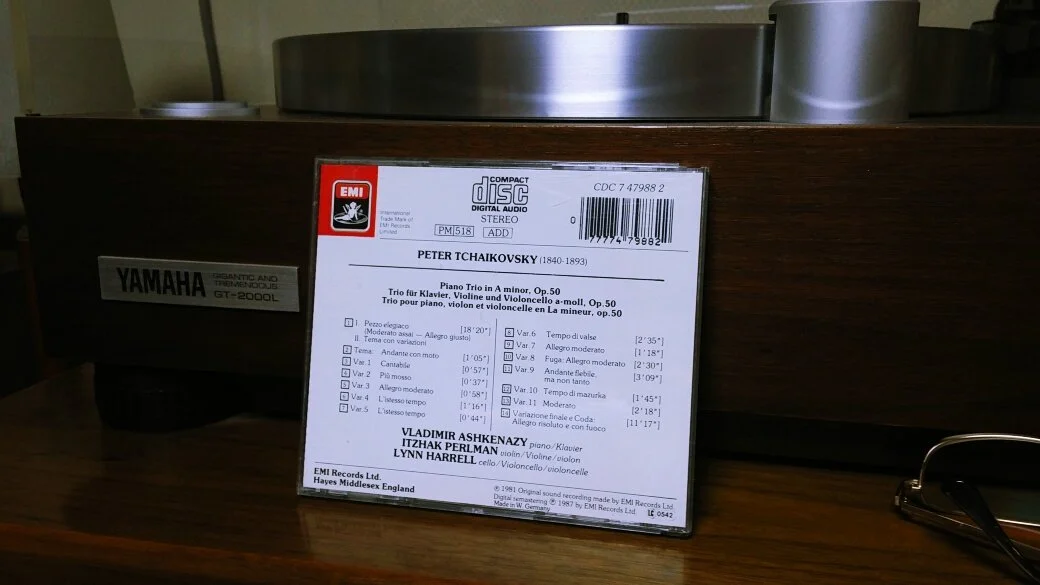 YAMAHA
GIGANTIC AND
TREMENDOUS
GT-2000L
EMI
International
Trade Mark of
EMI Records
Limited
COMPACT
disc
DIGITAL AUDIO
STEREO
PM 518 ADD
CDC 7 47988 2
0 77774 79882
PETER TCHAIKOVSKY (1840-1893)
Piano Trio in A minor, Op.50
Trio für Klavier, Violine und Violoncello a-moll, Op.50
Trio pour piano, violon et violoncelle en La mineur, op.50
1 I. Pezzo elegiaco [18'20"]
(Moderato assai — Allegro giusto)
II. Tema con variazioni
2 Tema: Andante con moto [1'05"]
3 Var.1 Cantabile [0'57"]
4 Var.2 Più mosso [0'37"]
5 Var.3 Allegro moderato [0'58"]
6 Var.4 L'istesso tempo [1'16"]
7 Var.5 L'istesso tempo [0'44"]
8 Var.6 Tempo di valse [2'35"]
9 Var.7 Allegro moderato [1'18"]
10 Var.8 Fuga: Allegro moderato [2'30"]
11 Var.9 Andante flebile, [3'09"]
ma non tanto
12 Var.10 Tempo di mazurka [1'45"]
13 Var.11 Moderato [2'18"]
14 Variazione finale e Coda:
Allegro risoluto e con fuoco [11'17"]
VLADIMIR ASHKENAZY piano/Klavier
ITZHAK PERLMAN violin/Violine/violon
LYNN HARRELL cello/Violoncello/violoncelle
EMI Records Ltd.
Hayes Middlesex England
℗ 1981 Original sound recording made by EMI Records Ltd.
Digital remastering ℗ 1987 by EMI Records Ltd.
Made in W. Germany
LC 0542